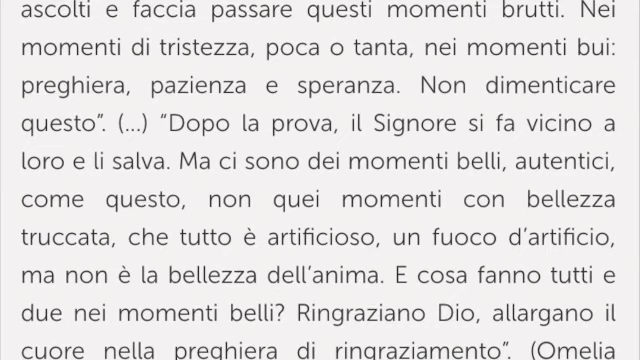 ascolti e faccia passare questi momenti brutti. Nei
momenti di tristezza, poca o tanta, nei momenti bui:
preghiera, pazienza e speranza. Non dimenticare
questo”. (...) “Dopo la prova, il Signore si fa vicino a
loro e li salva. Ma ci sono dei momenti belli, autentici,
come questo, non quei momenti con bellezza
truccata, che tutto è artificioso, un fuoco d’artificio,
ma non è la bellezza dell’anima. E cosa fanno tutti e
due nei momenti belli? Ringraziano Dio, allargano il
cuore nella preghiera di ringraziamento”. (Omelia